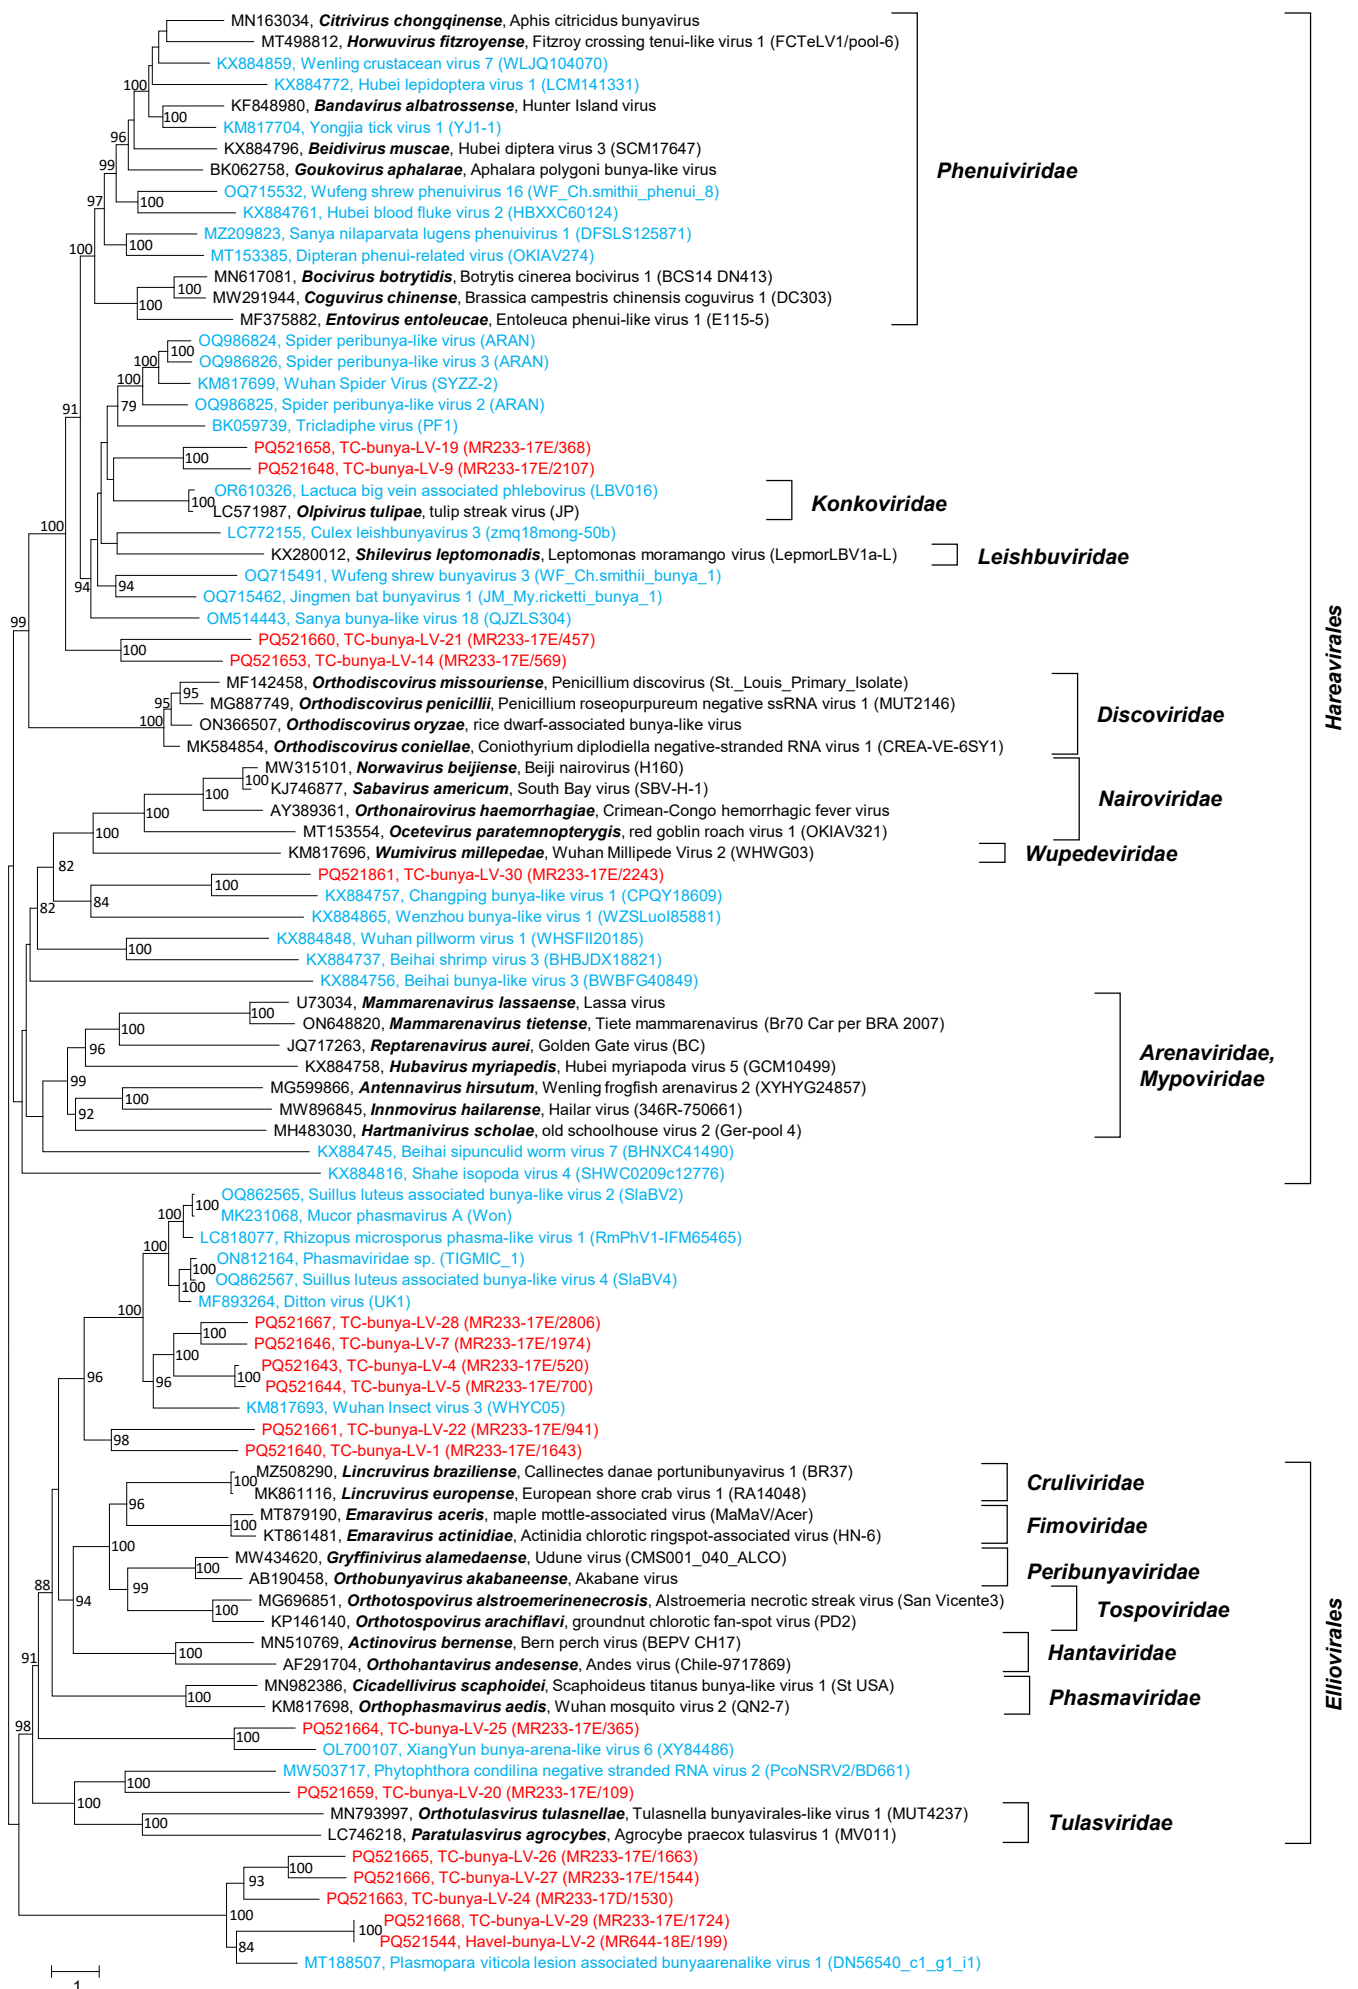 MN163034, Citrivirus chongqinense, Aphis citricidus bunyavirus
MT498812, Horwuvirus fitzroyense, Fitzroy crossing tenui-like virus 1 (FCTeLV1/pool-6)
KX884859, Wenling crustacean virus 7 (WLJQ104070)
100
KX884772, Hubei lepidoptera virus 1 (LCM141331)
KF848980, Bandavirus albatrossense, Hunter Island virus
100
KM817704, Yongjia tick virus 1 (YJ1-1)
96
KX884796, Beidivirus muscae, Hubei diptera virus 3 (SCM17647)
99
BK062758, Goukovirus aphalarae, Aphalara polygoni bunya-like virus
Phenuiviridae
OQ715532, Wufeng shrew phenuivirus 16 (WF_Ch.smithii_phenui_8)
97
100
KX884761, Hubei blood fluke virus 2 (HBXXC60124)
MZ209823, Sanya nilaparvata lugens phenuivirus 1 (DFSLS125871)
100
100
MT153385, Dipteran phenui-related virus (OKIAV274)
MN617081, Bocivirus botrytidis, Botrytis cinerea bocivirus 1 (BCS14 DN413)
100
MW291944, Coguvirus chinense, Brassica campestris chinensis coguvirus 1 (DC303)
100
MF375882, Entovirus entoleucae, Entoleuca phenui-like virus 1 (E115-5)
OQ986824, Spider peribunya-like virus (ARAN)
100
100
OQ986826, Spider peribunya-like virus 3 (ARAN)
100
KM817699, Wuhan Spider Virus (SYZZ-2)
91
79
OQ986825, Spider peribunya-like virus 2 (ARAN)
BK059739, Tricladiphe virus (PF1)
PQ521658, TC-bunya-LV-19 (MR233-17E/368)
100
PQ521648, TC-bunya-LV-9 (MR233-17E/2107)
OR610326, Lactuca big vein associated phlebovirus (LBV016)
100
Konkoviridae
LC571987, Olpivirus tulipae, tulip streak virus (JP)
100
LC772155, Culex leishbunyavirus 3 (zmq18mong-50b)
KX280012, Shilevirus leptomonadis, Leptomonas moramango virus (LepmorLBV1a-L)
Leishbuviridae
OQ715491, Wufeng shrew bunyavirus 3 (WF_Ch.smithii_bunya_1)
94
94
OQ715462, Jingmen bat bunyavirus 1 (JM_My.ricketti_bunya_1)
99
OM514443, Sanya bunya-like virus 18 (QJZLS304)
PQ521660, TC-bunya-LV-21 (MR233-17E/457)
100
PQ521653, TC-bunya-LV-14 (MR233-17E/569)
Hareavirales
MF142458, Orthodiscovirus missouriense, Penicillium discovirus (St._Louis_Primary_Isolate)
95
95
MG887749, Orthodiscovirus penicillii, Penicillium roseopurpureum negative ssRNA virus 1 (MUT2146)
100
ON366507, Orthodiscovirus oryzae, rice dwarf-associated bunya-like virus
Discoviridae
MK584854, Orthodiscovirus coniellae, Coniothyrium diplodiella negative-stranded RNA virus 1 (CREA-VE-6SY1)
MW315101, Norwavirus beijiense, Beiji nairovirus (H160)
100
100
KJ746877, Sabavirus americum, South Bay virus (SBV-H-1)
Nairoviridae
100
AY389361, Orthonairovirus haemorrhagiae, Crimean-Congo hemorrhagic fever virus
100
MT153554, Ocetevirus paratemnopterygis, red goblin roach virus 1 (OKIAV321)
KM817696, Wumivirus millepedae, Wuhan Millipede Virus 2 (WHWG03)
Wupedeviridae
82
PQ521861, TC-bunya-LV-30 (MR233-17E/2243)
100
KX884757, Changping bunya-like virus 1 (CPQY18609)
82
84
KX884865, Wenzhou bunya-like virus 1 (WZSLuoI85881)
KX884848, Wuhan pillworm virus 1 (WHSFII20185)
100
KX884737, Beihai shrimp virus 3 (BHBJDX18821)
KX884756, Beihai bunya-like virus 3 (BWBFG40849)
U73034, Mammarenavirus lassaense, Lassa virus
100
ON648820, Mammarenavirus tietense, Tiete mammarenavirus (Br70 Car per BRA 2007)
100
96
JQ717263, Reptarenavirus aurei, Golden Gate virus (BC)
KX884758, Hubavirus myriapedis, Hubei myriapoda virus 5 (GCM10499)
Arenaviridae,
Mypoviridae
99
MG599866, Antennavirus hirsutum, Wenling frogfish arenavirus 2 (XYHYG24857)
100
92
MW896845, Innmovirus hailarense, Hailar virus (346R-750661)
MH483030, Hartmanivirus scholae, old schoolhouse virus 2 (Ger-pool 4)
KX884745, Beihai sipunculid worm virus 7 (BHNXC41490)
KX884816, Shahe isopoda virus 4 (SHWC0209c12776)
OQ862565, Suillus luteus associated bunya-like virus 2 (SlaBV2)
100
100
MK231068, Mucor phasmavirus A (Won)
LC818077, Rhizopus microsporus phasma-like virus 1 (RmPhV1-IFM65465)
100
ON812164, Phasmaviridae sp. (TIGMIC_1)
100
100
OQ862567, Suillus luteus associated bunya-like virus 4 (SlaBV4)
MF893264, Ditton virus (UK1)
100
PQ521667, TC-bunya-LV-28 (MR233-17E/2806)
100
PQ521646, TC-bunya-LV-7 (MR233-17E/1974)
100
PQ521643, TC-bunya-LV-4 (MR233-17E/520)
100
96
96
PQ521644, TC-bunya-LV-5 (MR233-17E/700)
KM817693, Wuhan Insect virus 3 (WHYC05)
PQ521661, TC-bunya-LV-22 (MR233-17E/941)
98
PQ521640, TC-bunya-LV-1 (MR233-17E/1643)
MZ508290, Lincruvirus braziliense, Callinectes danae portunibunyavirus 1 (BR37)
100
Cruliviridae
MK861116, Lincruvirus europense, European shore crab virus 1 (RA14048)
96
MT879190, Emaravirus aceris, maple mottle-associated virus (MaMaV/Acer)
100
Fimoviridae
KT861481, Emaravirus actinidiae, Actinidia chlorotic ringspot-associated virus (HN-6)
100
MW434620, Gryffinivirus alamedaense, Udune virus (CMS001_040_ALCO)
100
Peribunyaviridae
AB190458, Orthobunyavirus akabaneense, Akabane virus
99
88
94
MG696851, Orthotospovirus alstroemerinenecrosis, Alstroemeria necrotic streak virus (San Vicente3)
100
Tospoviridae
KP146140, Orthotospovirus arachiflavi, groundnut chlorotic fan-spot virus (PD2)
MN510769, Actinovirus bernense, Bern perch virus (BEPV CH17)
100
Hantaviridae
91
AF291704, Orthohantavirus andesense, Andes virus (Chile-9717869)
Elliovirales
MN982386, Cicadellivirus scaphoidei, Scaphoideus titanus bunya-like virus 1 (St USA)
100
Phasmaviridae
KM817698, Orthophasmavirus aedis, Wuhan mosquito virus 2 (QN2-7)
98
PQ521664, TC-bunya-LV-25 (MR233-17E/365)
100
OL700107, XiangYun bunya-arena-like virus 6 (XY84486)
MW503717, Phytophthora condilina negative stranded RNA virus 2 (PcoNSRV2/BD661)
100
PQ521659, TC-bunya-LV-20 (MR233-17E/109)
100
MN793997, Orthotulasvirus tulasnellae, Tulasnella bunyavirales-like virus 1 (MUT4237)
100
Tulasviridae
LC746218, Paratulasvirus agrocybes, Agrocybe praecox tulasvirus 1 (MV011)
PQ521665, TC-bunya-LV-26 (MR233-17E/1663)
100
93
PQ521666, TC-bunya-LV-27 (MR233-17E/1544)
PQ521663, TC-bunya-LV-24 (MR233-17D/1530)
100
PQ521668, TC-bunya-LV-29 (MR233-17E/1724)
100
PQ521544, Havel-bunya-LV-2 (MR644-18E/199)
84
MT188507, Plasmopara viticola lesion associated bunyaarenalike virus 1 (DN56540_c1_g1_i1)
1